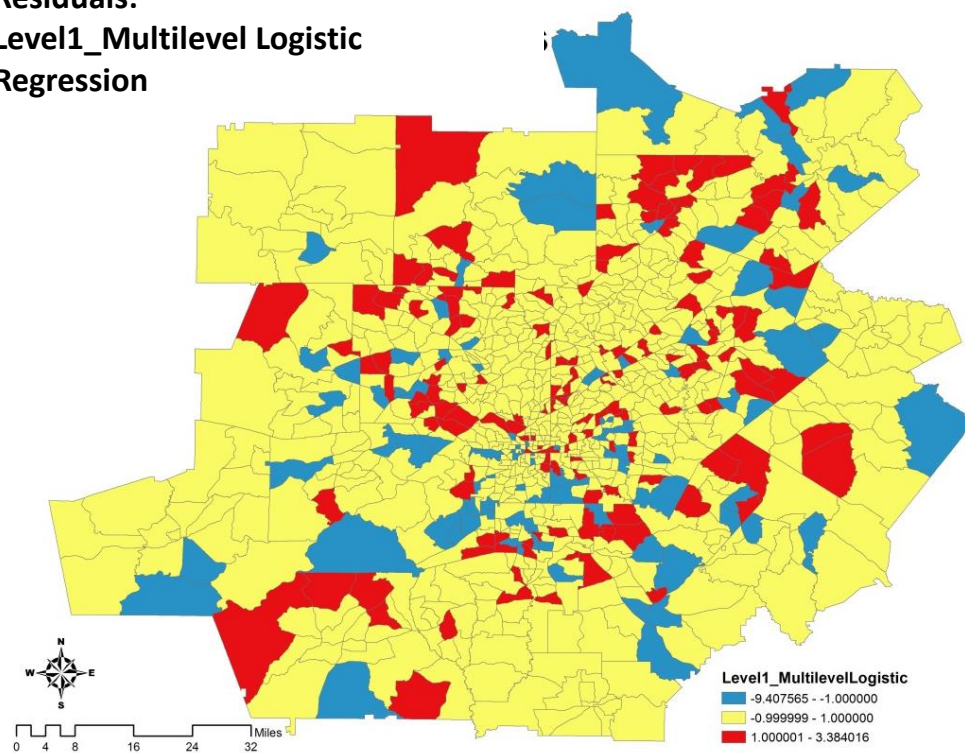 Residuals:
Level1_Multilevel Logistic
Regression
N
W E
S
0 4 8 16 24 32 Miles
Level1_MultilevelLogistic
-9.407565 - -1.000000
-0.999999 - 1.000000
1.000001 - 3.384016